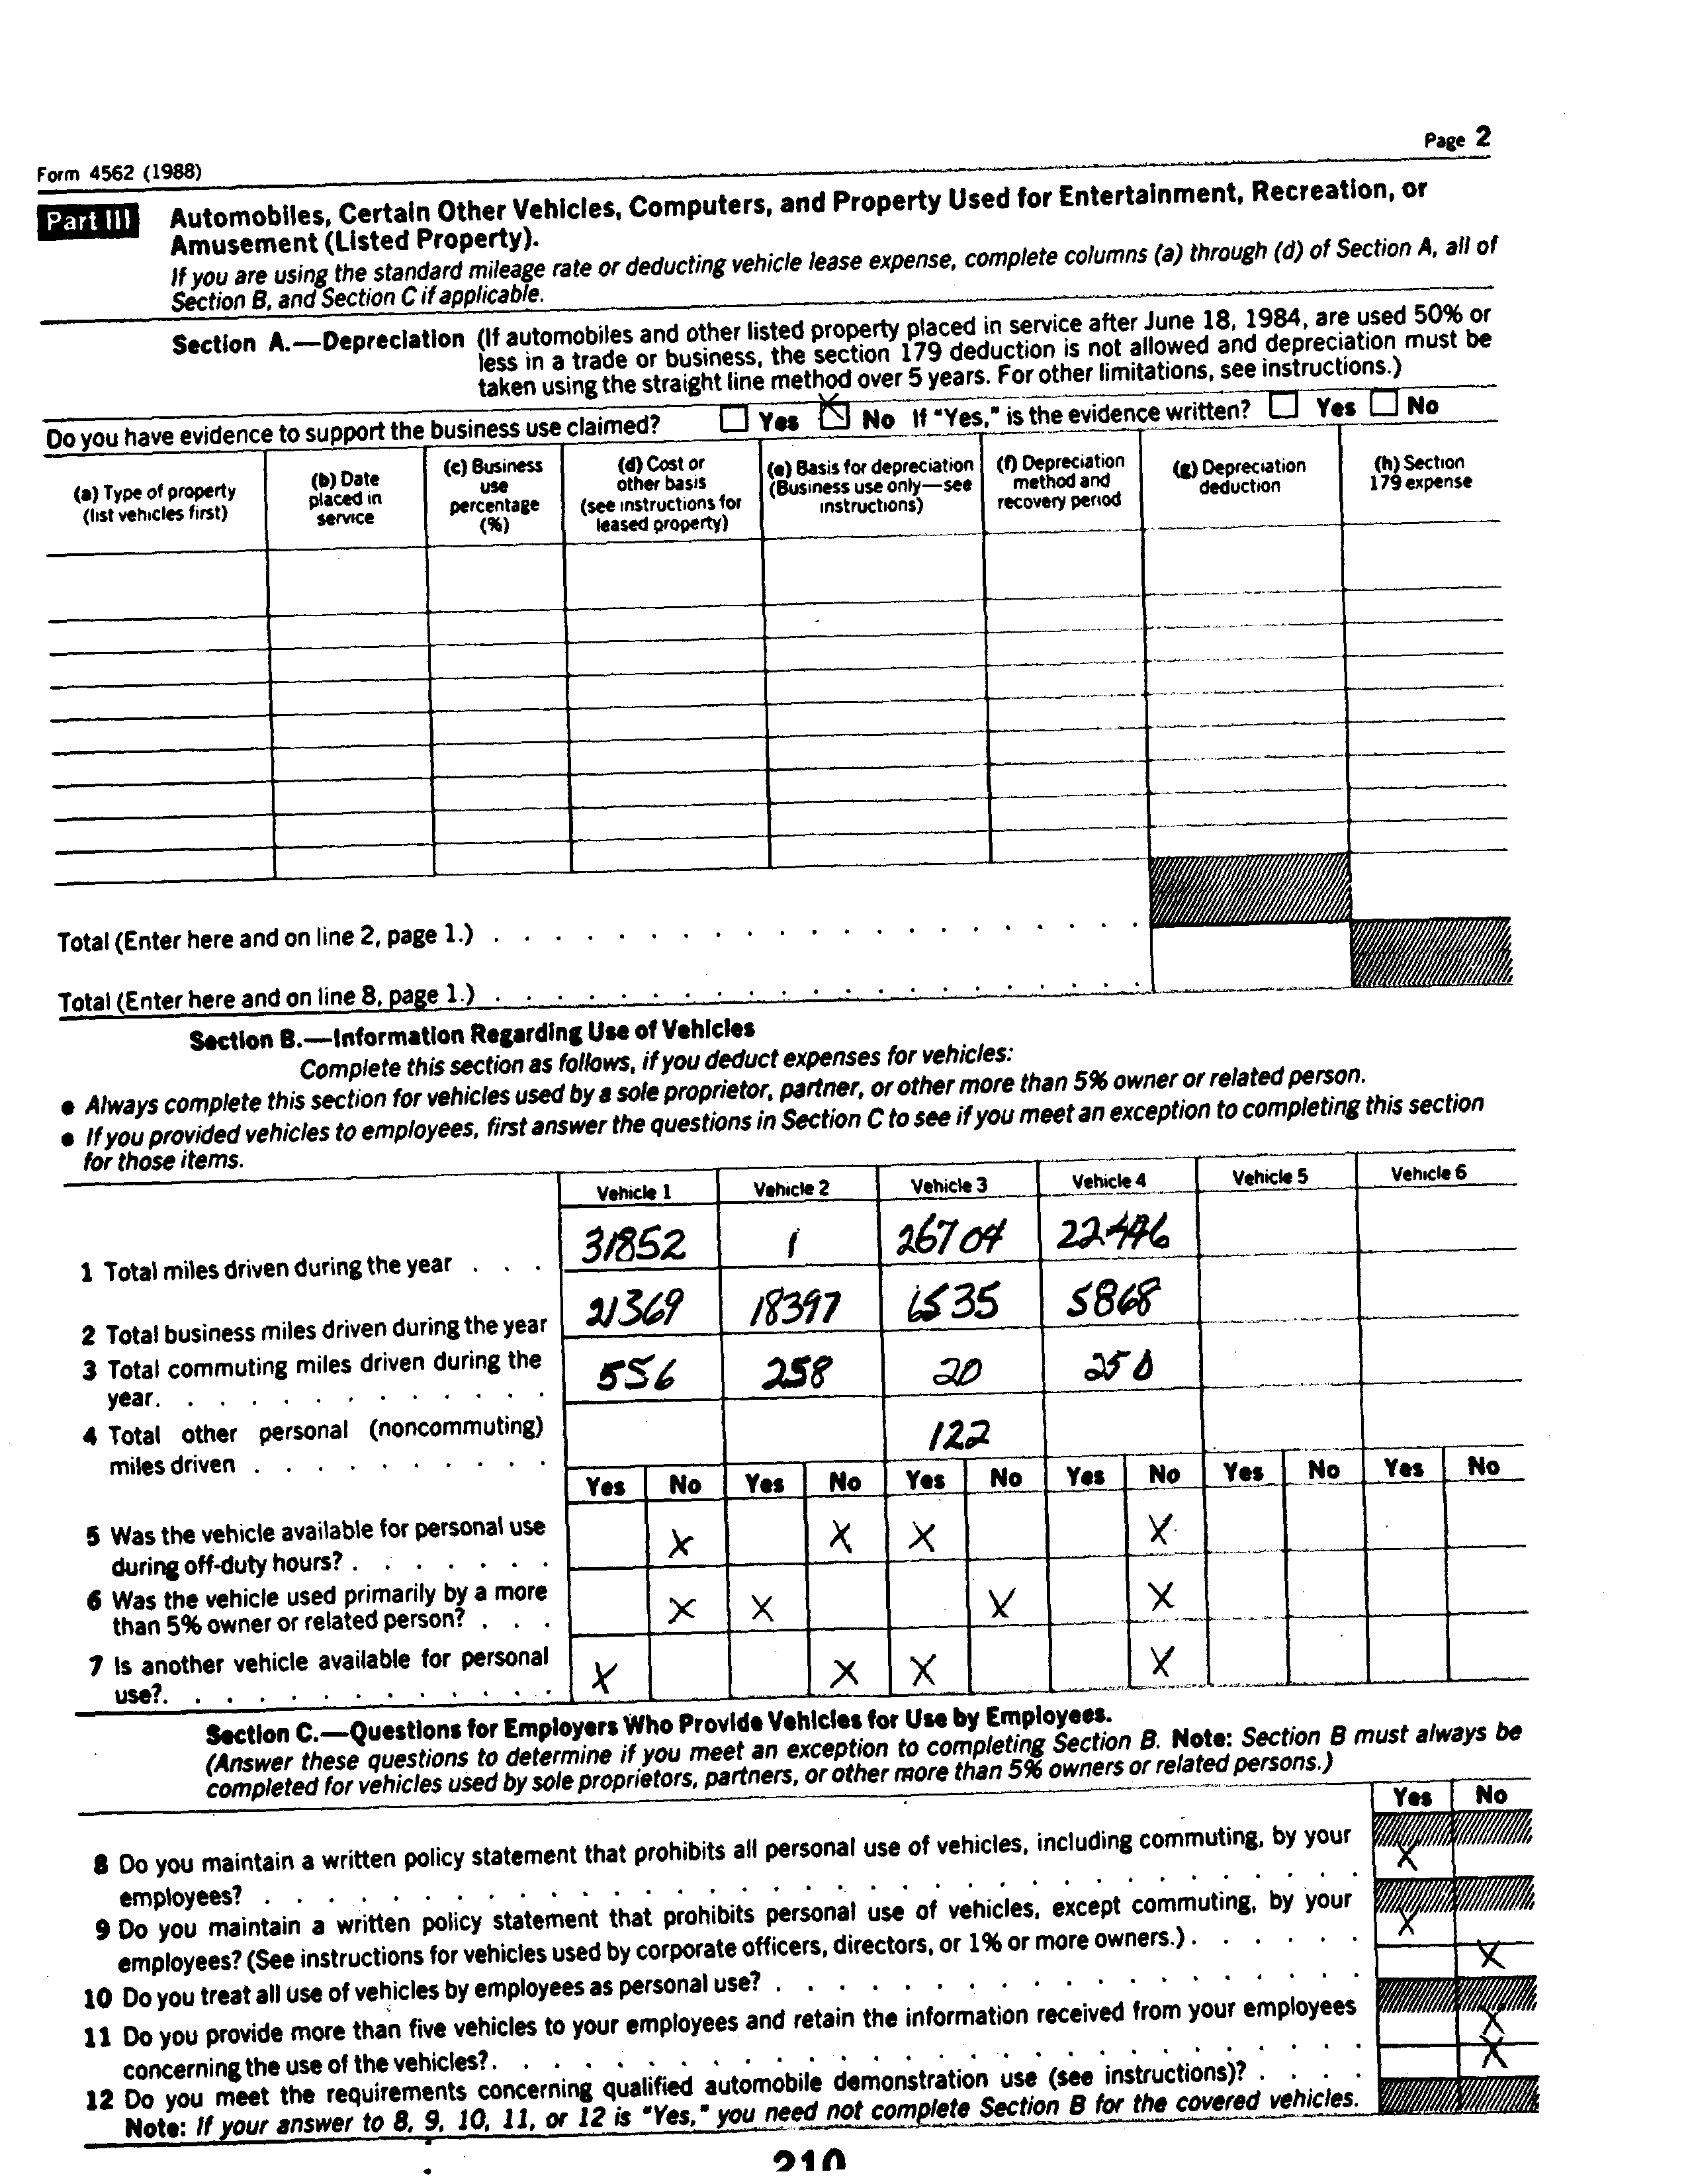 Page 2
Form 4562 (1988)
Part III Automobiles, Certain Other Vehicles, Computers, and Property Used for Entertainment, Recreation, or
Amusement (Listed Property).
If you are using the standard mileage rate or deducting vehicle lease expense, complete columns (a) through (d) of Section A, all of
Section B, and Section C if applicable.
Section A.—Depreciation (If automobiles and other listed property placed in service after June 18, 1984, are used 50% or
less in a trade or business, the section 179 deduction is not allowed and depreciation must be
taken using the straight line method over 5 years. For other limitations, see instructions.)
Do you have evidence to support the business use claimed? Yes X No If "Yes," is the evidence written? Yes No
(a) Type of property
(list vehicles first)
(b) Date
placed in
service
(c) Business
use
percentage
(%)
(d) Cost or
other basis
(see instructions for
leased property)
(e) Basis for depreciation
(Business use only—see
instructions)
(f) Depreciation
method and
recovery period
(g) Depreciation
deduction
(h) Section
179 expense
Total (Enter here and on line 2, page 1.) . . . . . . . . . . . . . . . . . . . . . .
Total (Enter here and on line 8, page 1.) . . . . . . . . . . . . . . . . . . . . . .
Section B.—Information Regarding Use of Vehicles
Complete this section as follows, if you deduct expenses for vehicles:
● Always complete this section for vehicles used by a sole proprietor, partner, or other more than 5% owner or related person.
● If you provided vehicles to employees, first answer the questions in Section C to see if you meet an exception to completing this section
for those items.
Vehicle 1 Vehicle 2 Vehicle 3 Vehicle 4 Vehicle 5 Vehicle 6
1 Total miles driven during the year . . . 31852 1 26704 22446
2 Total business miles driven during the year 21369 18397 6535 5868
3 Total commuting miles driven during the
year. . . . . . . . . . . . . 556 258 20 250
4 Total other personal (noncommuting)
miles driven . . . . . . . . . . 122
Yes No Yes No Yes No Yes No Yes No Yes No
5 Was the vehicle available for personal use
during off-duty hours? . . . . . . . X X X X
6 Was the vehicle used primarily by a more
than 5% owner or related person? . . . X X X X
7 Is another vehicle available for personal
use?. . . . . . . . . . . . . X X X X
Section C.—Questions for Employers Who Provide Vehicles for Use by Employees.
(Answer these questions to determine if you meet an exception to completing Section B. Note: Section B must always be
completed for vehicles used by sole proprietors, partners, or other more than 5% owners or related persons.)
Yes No
8 Do you maintain a written policy statement that prohibits all personal use of vehicles, including commuting, by your
employees? . . . . . . . . . . . . . . . . . . . . . . . . . . . . . . . . . . X
9 Do you maintain a written policy statement that prohibits personal use of vehicles, except commuting, by your
employees? (See instructions for vehicles used by corporate officers, directors, or 1% or more owners.) . . . . . . X
10 Do you treat all use of vehicles by employees as personal use? . . . . . . . . . . . . . . . . . . . X
11 Do you provide more than five vehicles to your employees and retain the information received from your employees
concerning the use of the vehicles?. . . . . . . . . . . . . . . . . . . . . . . . . . . . X
12 Do you meet the requirements concerning qualified automobile demonstration use (see instructions)? . . . . X
Note: If your answer to 8, 9, 10, 11, or 12 is "Yes," you need not complete Section B for the covered vehicles.
210